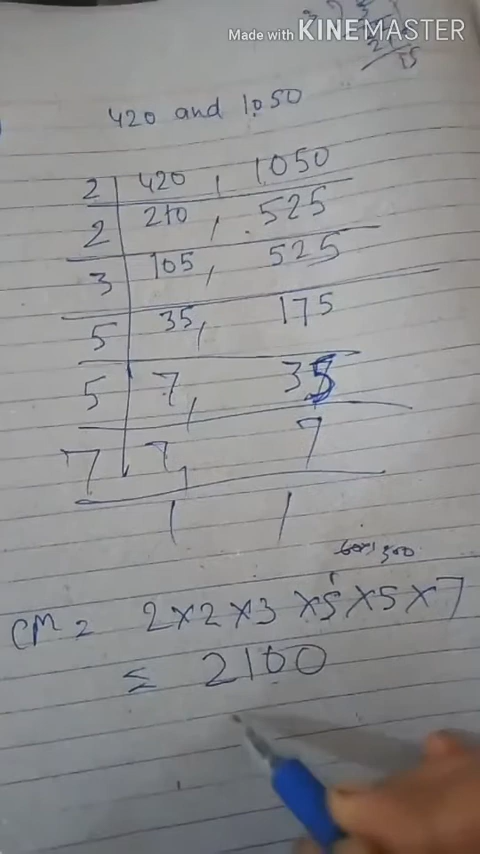 Made with KINEMASTER
420 and 1050
2 420, 1050
2 210, 525
3 105, 525
5 35, 175
5 7, 35
7 7, 7
1 1
CM = 2×2×3×5×5×7
= 2100